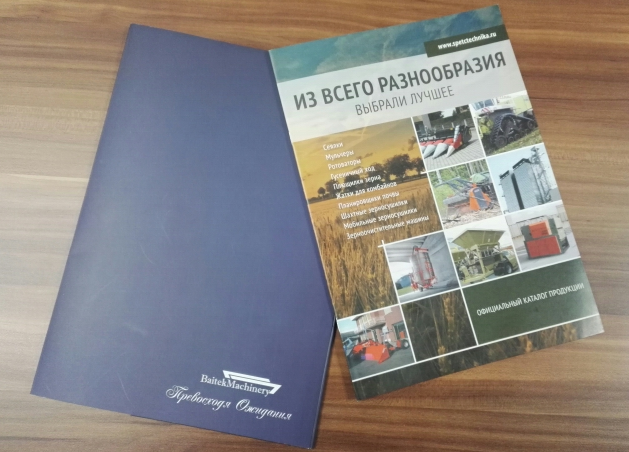 www.spetctechnika.ru
ИЗ ВСЕГО РАЗНООБРАЗИЯ
ВЫБРАЛИ ЛУЧШЕЕ
Сеялки
Мульчеры
Ротоваторы
Гусеничный ход
Плющилки зерна
Жатки для комбайнов
Планировщики почвы
Шахтные зерносушилки
Мобильные зерносушилки
Зерноочистительные машины
ОФИЦИАЛЬНЫЙ КАТАЛОГ ПРОДУКЦИИ
BaitekMachinery
Превосходя Ожидания